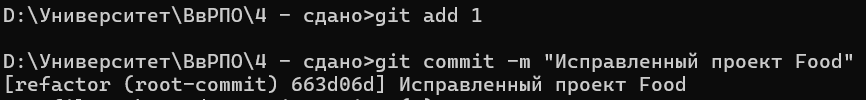 D:\Университет\ВвРПО\4 – сдано>git add 1
D:\Университет\ВвРПО\4 – сдано>git commit -m "Исправленный проект Food"
[refactor (root-commit) 663d06d] Исправленный проект Food